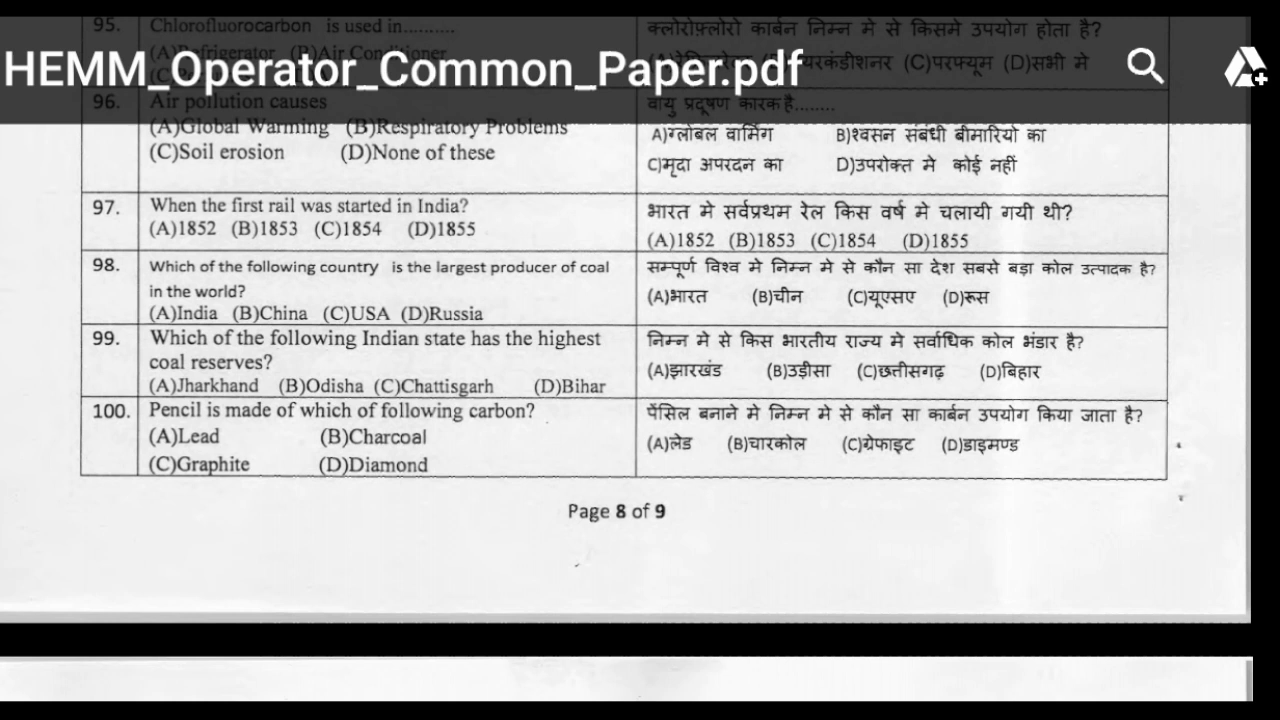 95. Chlorofluorocarbon is used in.......... क्लोरोफ़्लोरो कार्बन निम्न मे से किसमे उपयोग होता है?
(A)Refrigerator (B)Air Conditioner
यरकंडीशनर (C)परफ्यूम (D)सभी मे
HEMM_Operator_Common_Paper.pdf
96. Air pollution causes वायु प्रदूषण कारक है........
(A)Global Warming (B)Respiratory Problems A)ग्लोबल वार्मिंग B)श्वसन संबंधी बीमारियो का
(C)Soil erosion (D)None of these C)मृदा अपरदन का D)उपरोक्त मे कोई नहीं
97. When the first rail was started in India? भारत मे सर्वप्रथम रेल किस वर्ष मे चलायी गयी थी?
(A)1852 (B)1853 (C)1854 (D)1855 (A)1852 (B)1853 (C)1854 (D)1855
98. Which of the following country is the largest producer of coal सम्पूर्ण विश्व मे निम्न मे से कौन सा देश सबसे बड़ा कोल उत्पादक है?
in the world?
(A)India (B)China (C)USA (D)Russia (A)भारत (B)चीन (C)यूएसए (D)रूस
99. Which of the following Indian state has the highest निम्न मे से किस भारतीय राज्य मे सर्वाधिक कोल भंडार है?
coal reserves?
(A)Jharkhand (B)Odisha (C)Chattisgarh (D)Bihar (A)झारखंड (B)उड़ीसा (C)छत्तीसगढ़ (D)बिहार
100. Pencil is made of which of following carbon? पेंसिल बनाने मे निम्न मे से कौन सा कार्बन उपयोग किया जाता है?
(A)Lead (B)Charcoal (A)लेड (B)चारकोल (C)ग्रेफाइट (D)डाइमण्ड
(C)Graphite (D)Diamond
Page 8 of 9